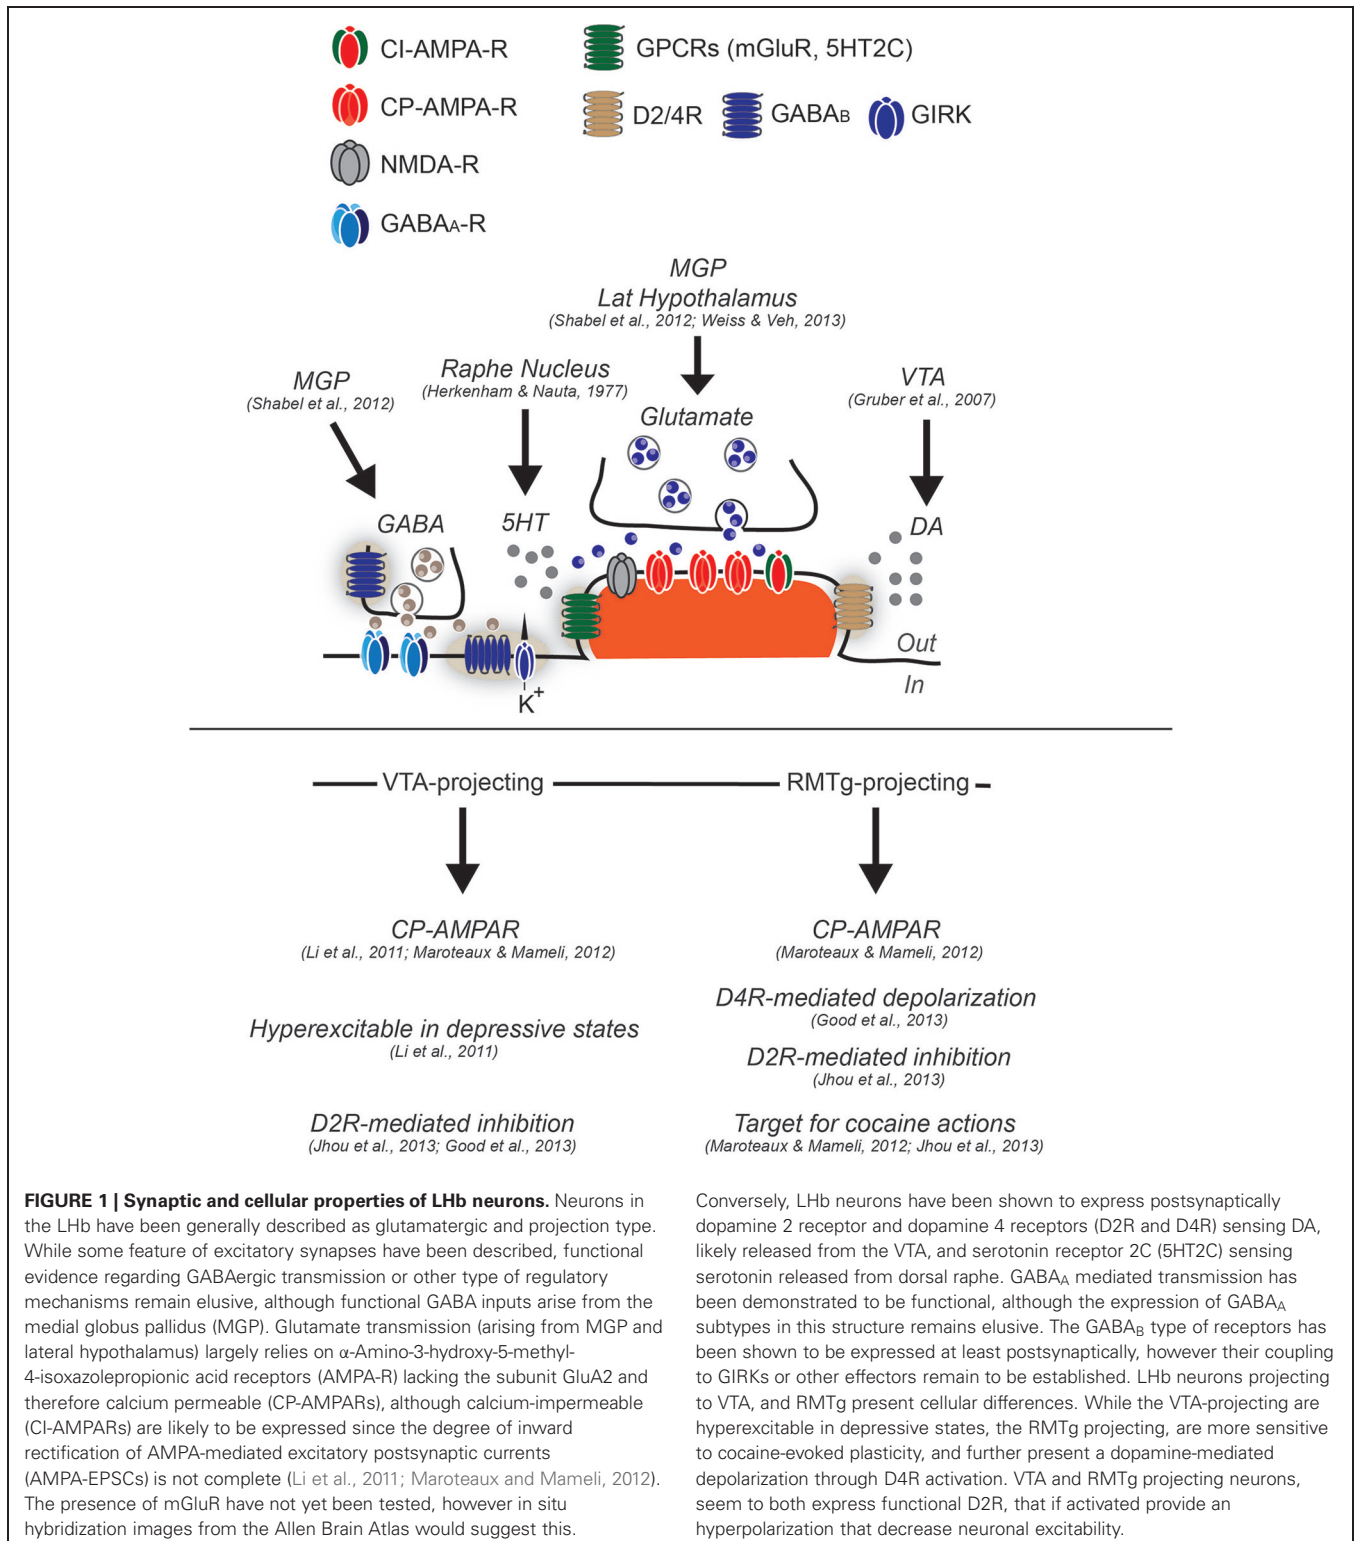 CI-AMPA-R
CP-AMPA-R
NMDA-R
GABAA-R
GPCRs (mGluR, 5HT2C)
D2/4R
GABAB
GIRK
MGP
Lat Hypothalamus
(Shabel et al., 2012; Weiss & Veh, 2013)
Raphe Nucleus
(Herkenham & Nauta, 1977)
MGP
(Shabel et al., 2012)
VTA
(Gruber et al., 2007)
Glutamate
GABA
5HT
DA
Out
In
K+
VTA-projecting
RMTg-projecting
CP-AMPAR
(Li et al., 2011; Maroteaux & Mameli, 2012)
Hyperexcitable in depressive states
(Li et al., 2011)
D2R-mediated inhibition
(Jhou et al., 2013; Good et al., 2013)
CP-AMPAR
(Maroteaux & Mameli, 2012)
D4R-mediated depolarization
(Good et al., 2013)
D2R-mediated inhibition
(Jhou et al., 2013)
Target for cocaine actions
(Maroteaux & Mameli, 2012; Jhou et al., 2013)
FIGURE 1 | Synaptic and cellular properties of LHb neurons. Neurons in
the LHb have been generally described as glutamatergic and projection type.
While some feature of excitatory synapses have been described, functional
evidence regarding GABAergic transmission or other type of regulatory
mechanisms remain elusive, although functional GABA inputs arise from the
medial globus pallidus (MGP). Glutamate transmission (arising from MGP and
lateral hypothalamus) largely relies on α-Amino-3-hydroxy-5-methyl-
4-isoxazolepropionic acid receptors (AMPA-R) lacking the subunit GluA2 and
therefore calcium permeable (CP-AMPARs), although calcium-impermeable
(CI-AMPARs) are likely to be expressed since the degree of inward
rectification of AMPA-mediated excitatory postsynaptic currents
(AMPA-EPSCs) is not complete (Li et al., 2011; Maroteaux and Mameli, 2012).
The presence of mGluR have not yet been tested, however in situ
hybridization images from the Allen Brain Atlas would suggest this.
Conversely, LHb neurons have been shown to express postsynaptically
dopamine 2 receptor and dopamine 4 receptors (D2R and D4R) sensing DA,
likely released from the VTA, and serotonin receptor 2C (5HT2C) sensing
serotonin released from dorsal raphe. GABAA mediated transmission has
been demonstrated to be functional, although the expression of GABAA
subtypes in this structure remains elusive. The GABAB type of receptors has
been shown to be expressed at least postsynaptically, however their coupling
to GIRKs or other effectors remain to be established. LHb neurons projecting
to VTA, and RMTg present cellular differences. While the VTA-projecting are
hyperexcitable in depressive states, the RMTg projecting, are more sensitive
to cocaine-evoked plasticity, and further present a dopamine-mediated
depolarization through D4R activation. VTA and RMTg projecting neurons,
seem to both express functional D2R, that if activated provide an
hyperpolarization that decrease neuronal excitability.